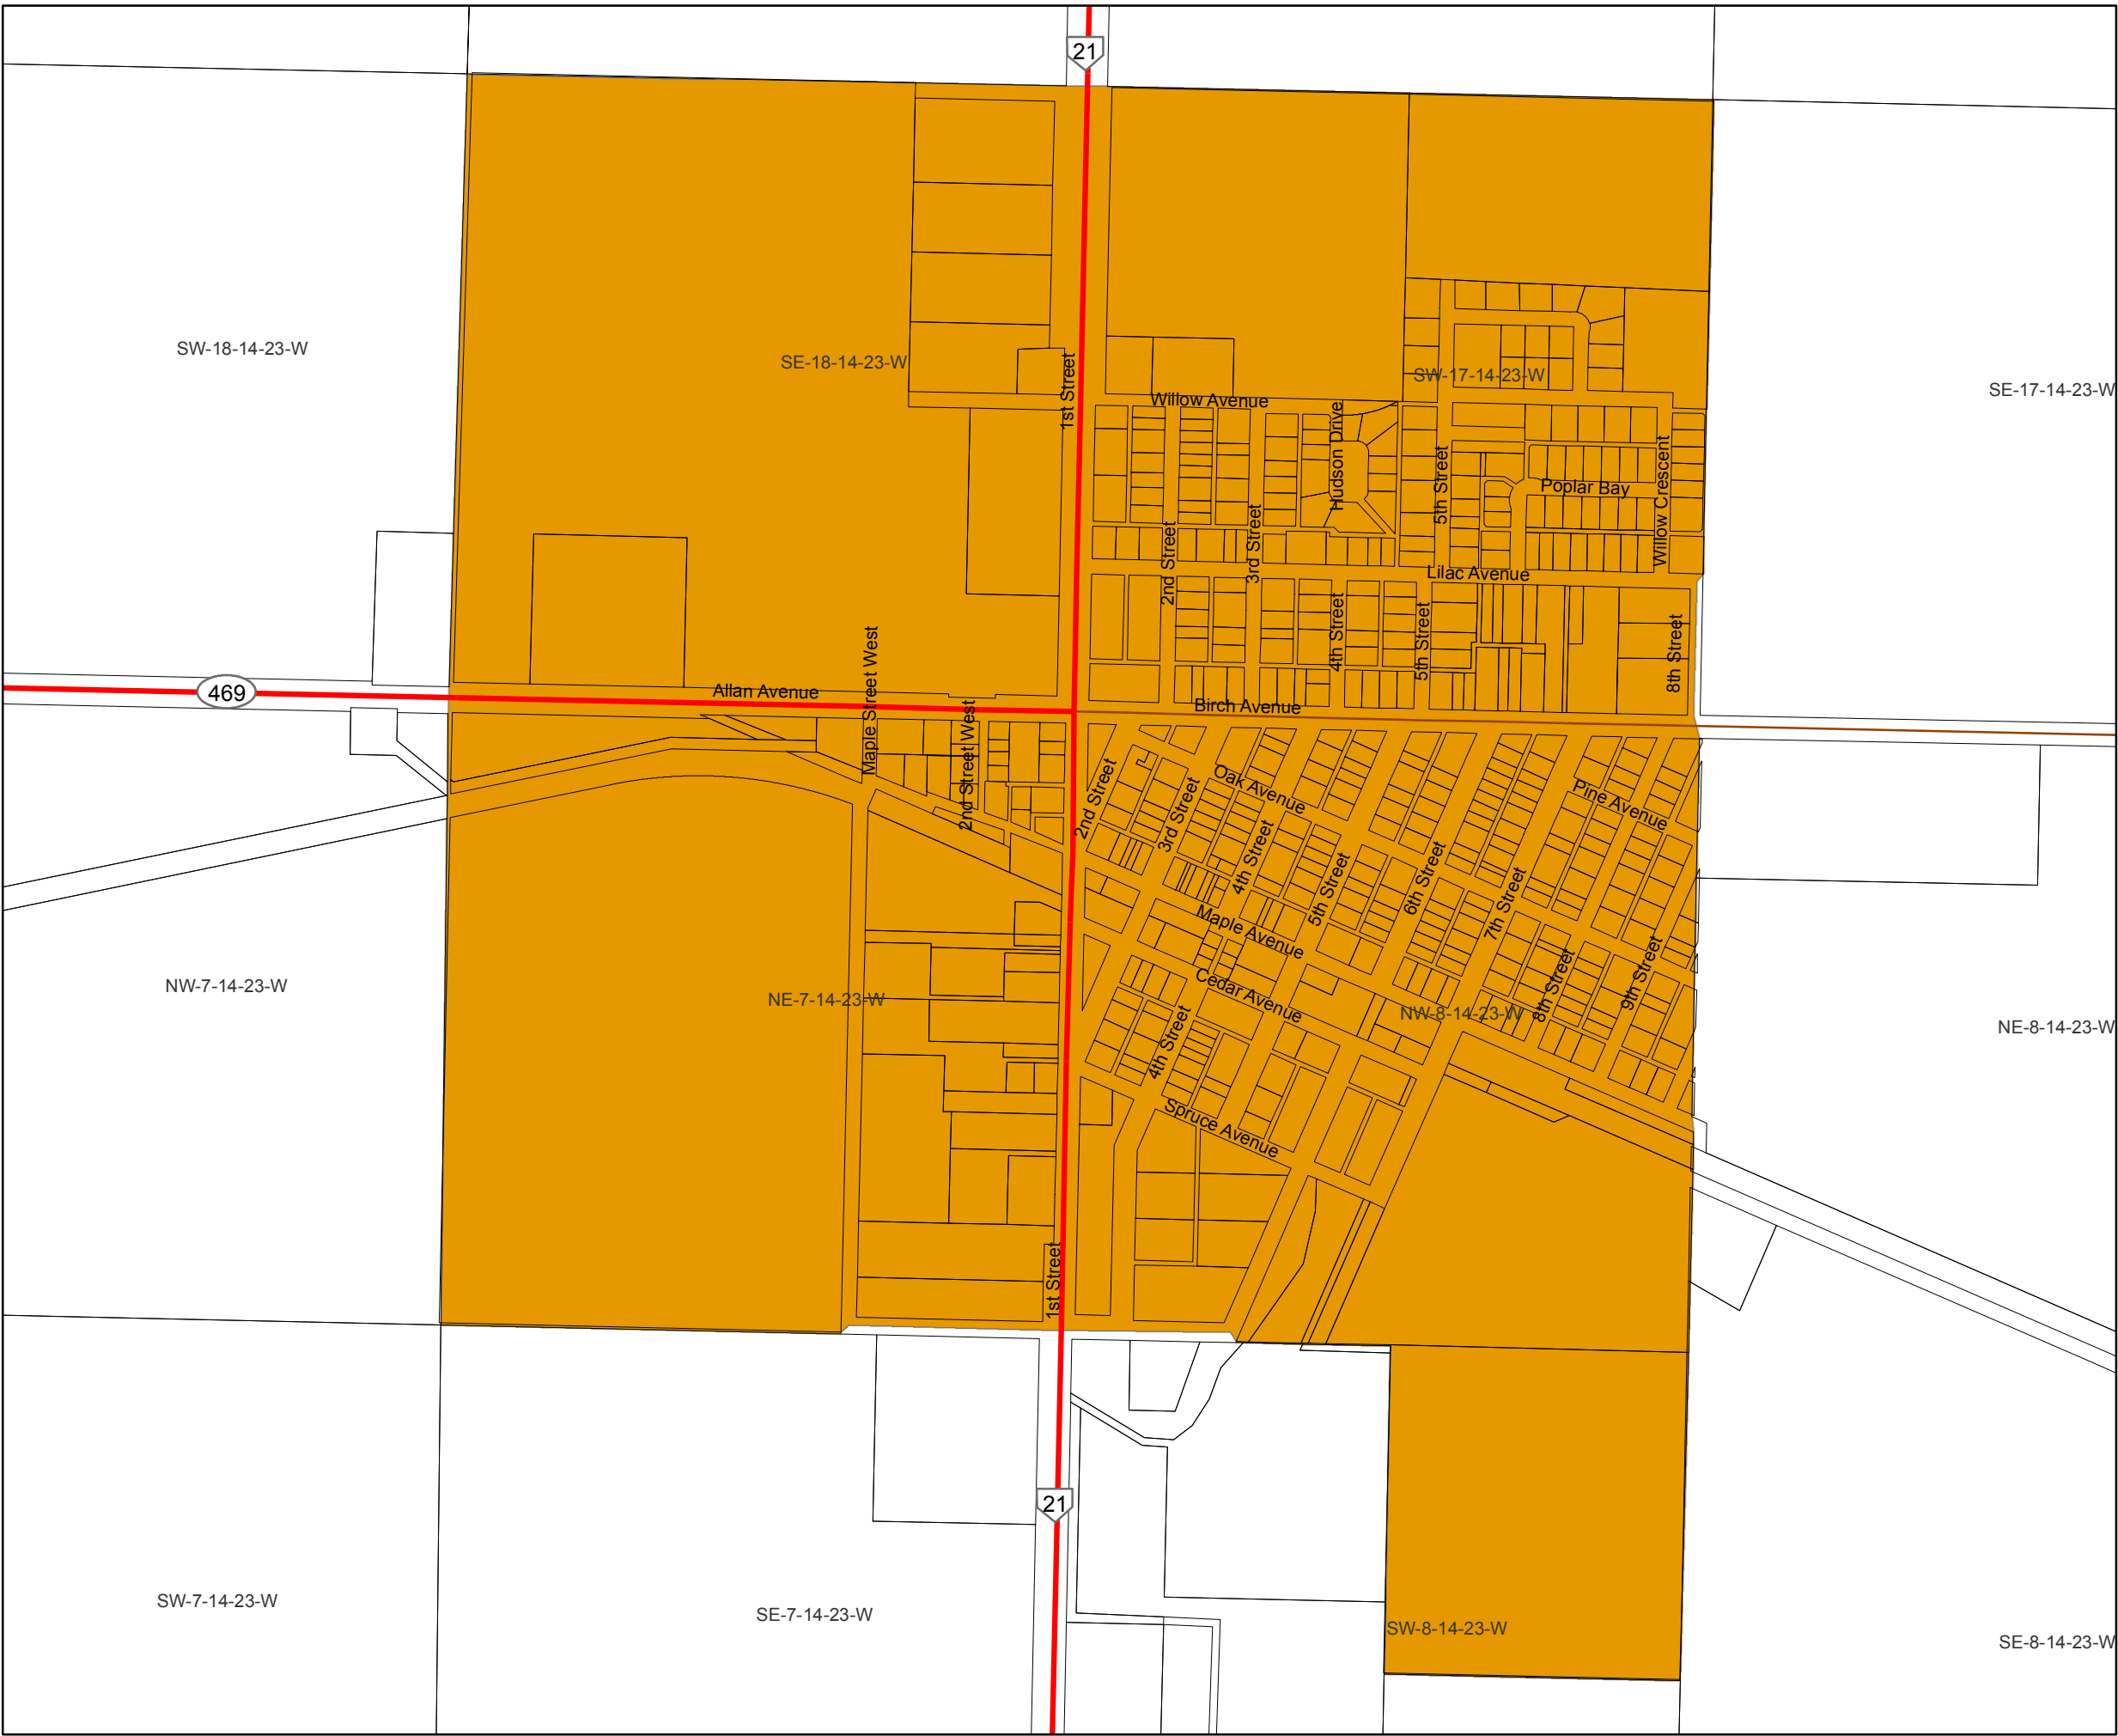 21
SW-18-14-23-W
SE-18-14-23-W
1st Street
SW-17-14-23-W
SE-17-14-23-W
Willow Avenue
Hudson Drive
5th Street
Poplar Bay
Willow Crescent
2nd Street
3rd Street
Lilac Avenue
4th Street
5th Street
8th Street
469
Allan Avenue
Maple Street West
2nd Street West
Birch Avenue
2nd Street
3rd Street
Oak Avenue
4th Street
5th Street
6th Street
7th Street
Pine Avenue
Maple Avenue
Cedar Avenue
8th Street
9th Street
NW-7-14-23-W
NE-7-14-23-W
NW-8-14-23-W
NE-8-14-23-W
4th Street
Spruce Avenue
1st Street
21
SW-7-14-23-W
SE-7-14-23-W
SW-8-14-23-W
SE-8-14-23-W